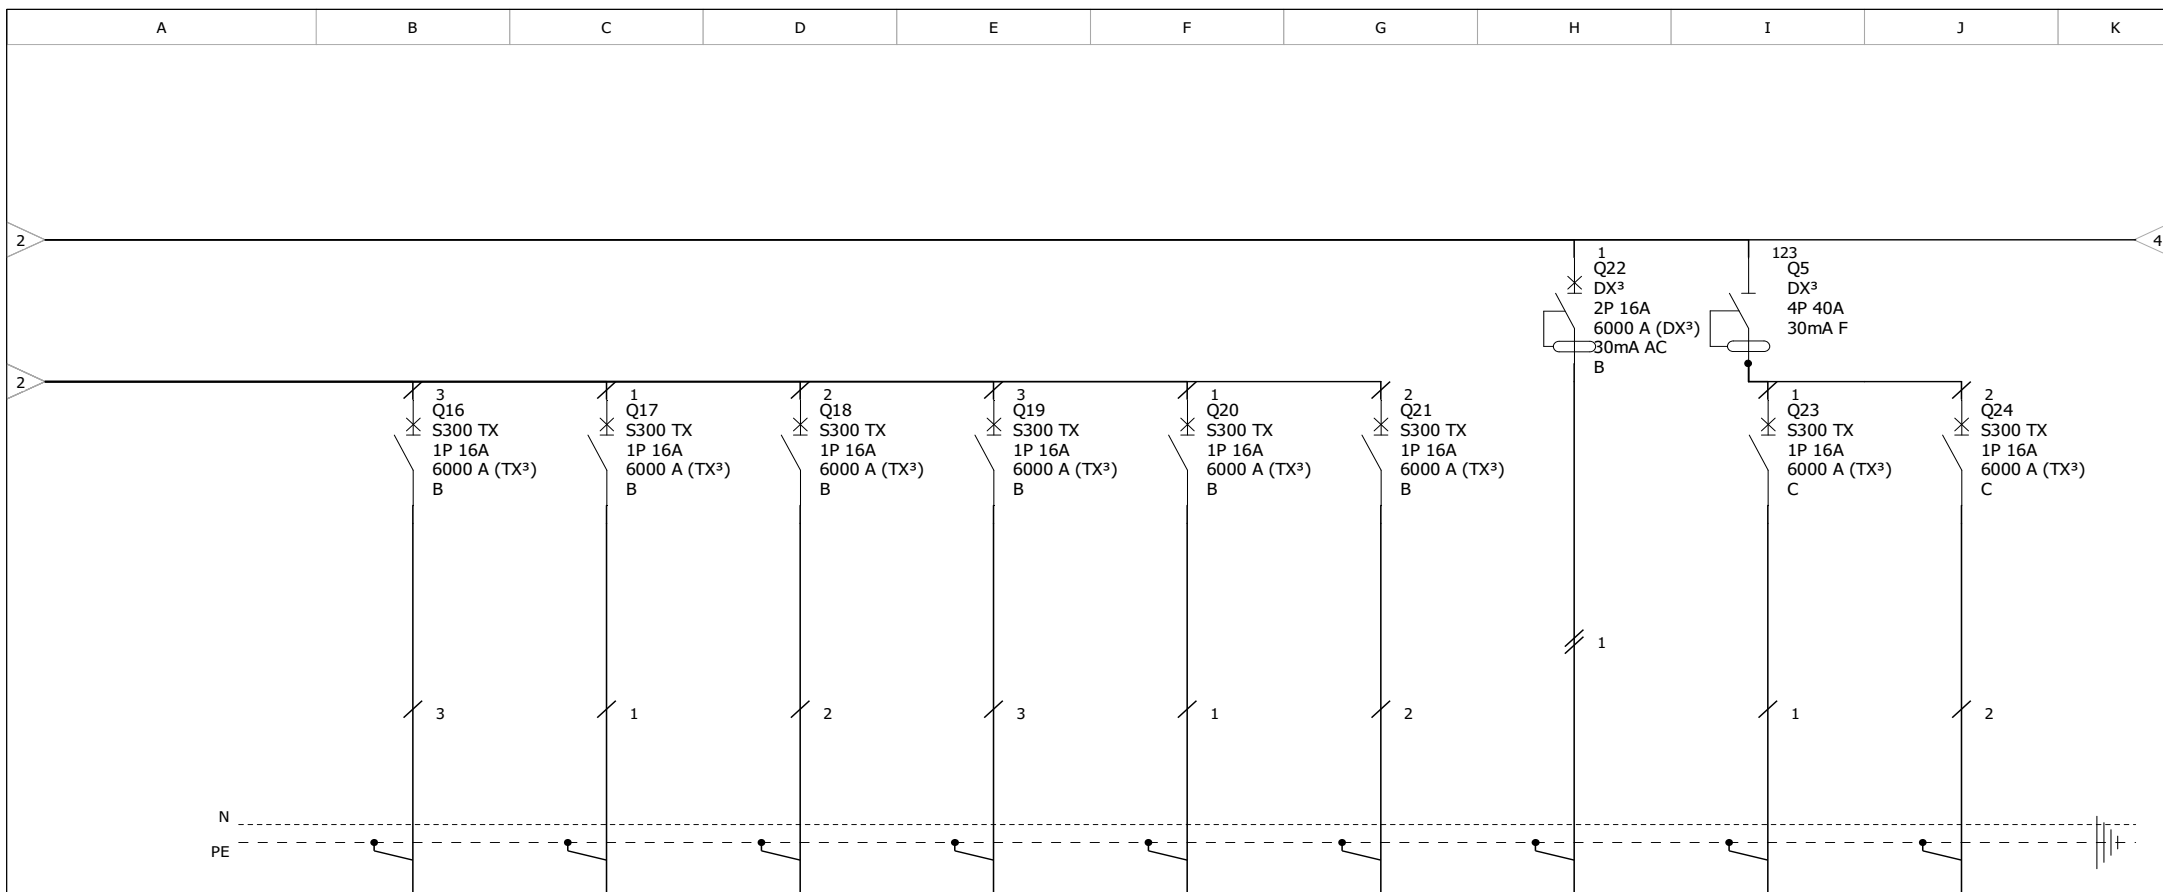 A B C D E F G H I J K
2
4
1
Q22
DX³
2P 16A
6000 A (DX³)
30mA AC
B
123
Q5
DX³
4P 40A
30mA F
2
3
Q16
S300 TX
1P 16A
6000 A (TX³)
B
1
Q17
S300 TX
1P 16A
6000 A (TX³)
B
2
Q18
S300 TX
1P 16A
6000 A (TX³)
B
3
Q19
S300 TX
1P 16A
6000 A (TX³)
B
1
Q20
S300 TX
1P 16A
6000 A (TX³)
B
2
Q21
S300 TX
1P 16A
6000 A (TX³)
B
1
Q23
S300 TX
1P 16A
6000 A (TX³)
C
2
Q24
S300 TX
1P 16A
6000 A (TX³)
C
1
3 1 2 3 1 2 1 2
N
PE